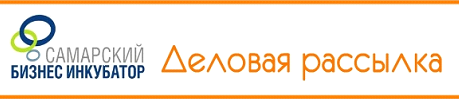 САМАРСКИЙ
БИЗНЕС ИНКУБАТОР
Деловая рассылка